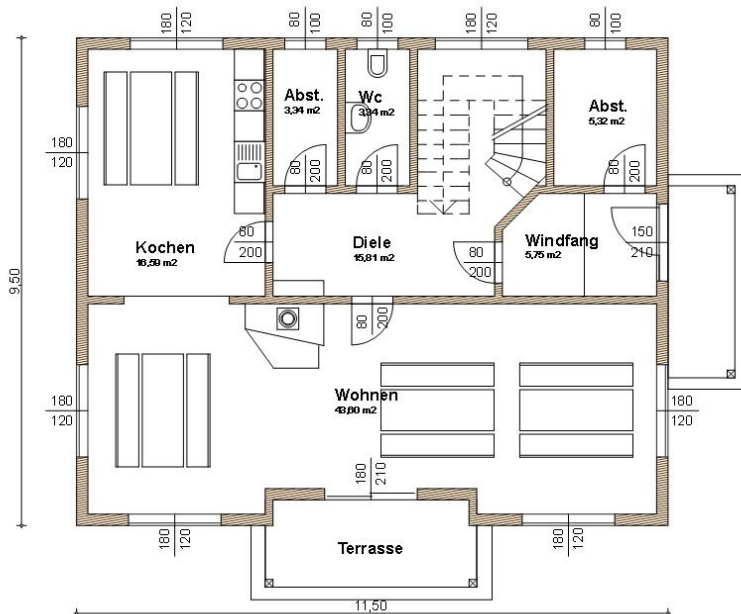 180
120
80
100
80
100
180
120
80
100
Abst.
3,34 m2
Wc
3,34 m2
Abst.
5,32 m2
180
120
80
200
80
200
80
200
Kochen
16,59 m2
80
200
Diele
15,81 m2
80
200
Windfang
5,75 m2
150
210
9,50
80
200
Wohnen
43,60 m2
180
120
180
120
180
210
180
120
Terrasse
180
120
11,50